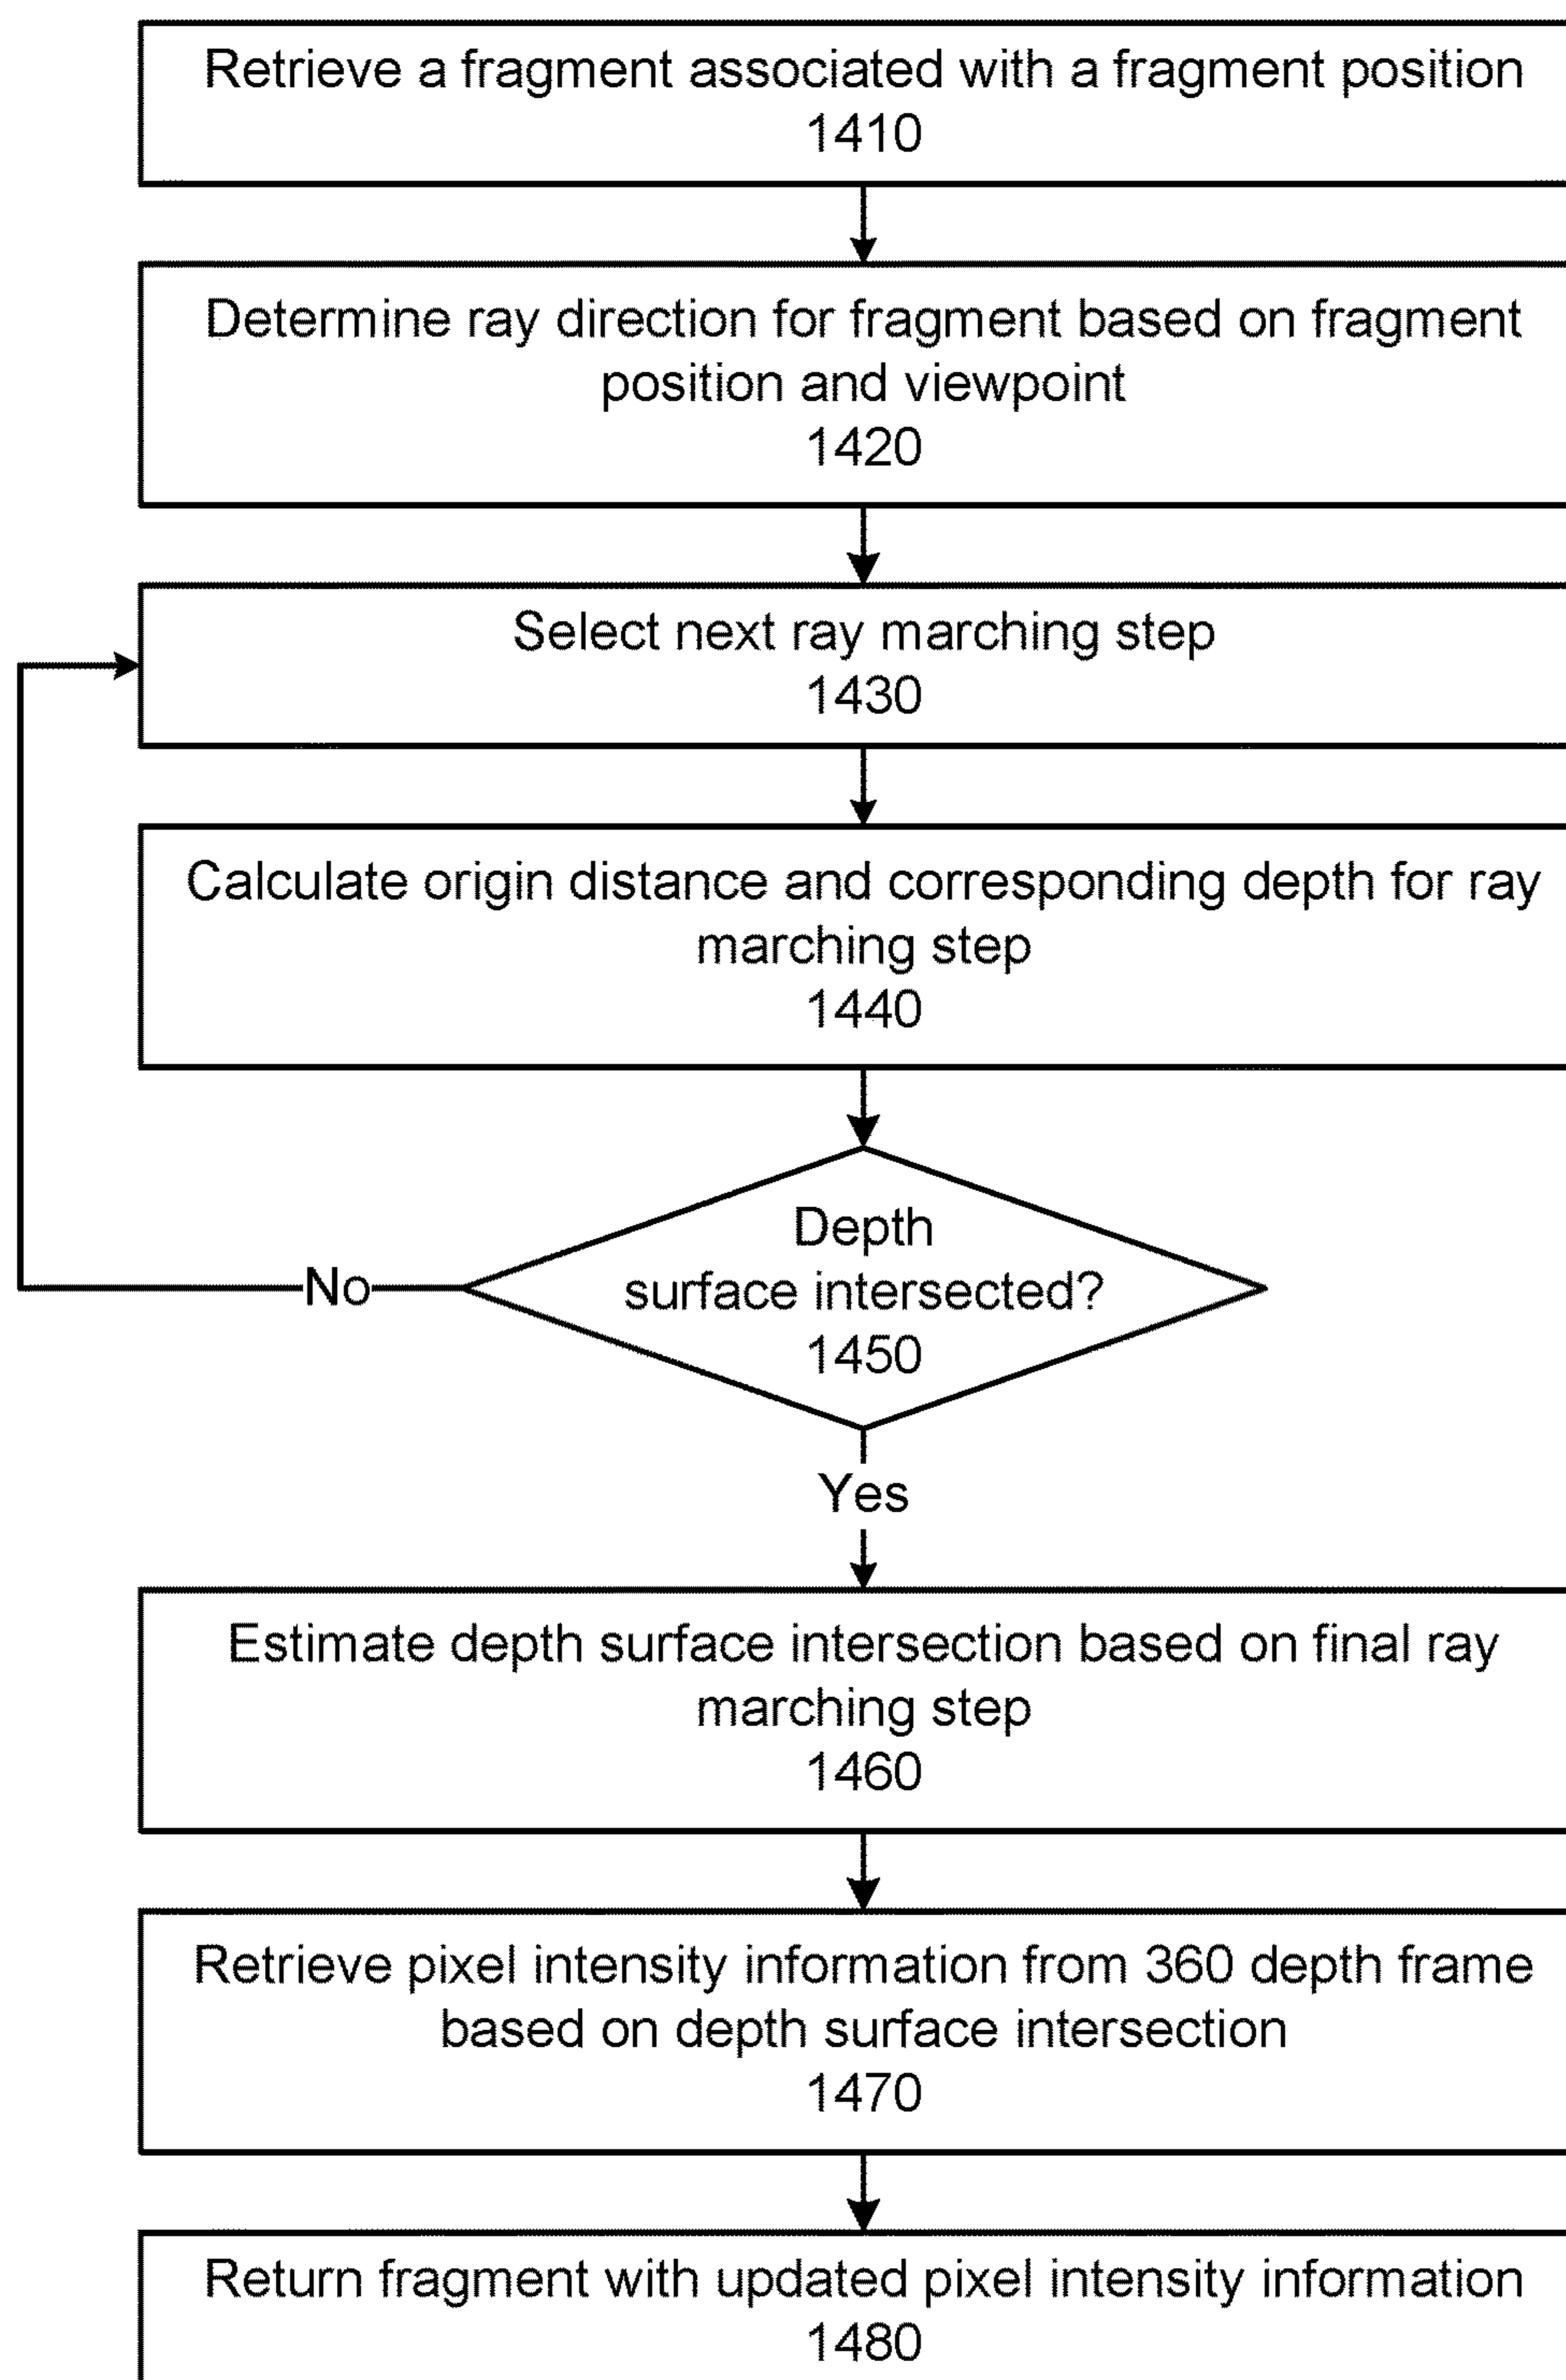 Retrieve a fragment associated with a fragment position
1410
Determine ray direction for fragment based on fragment
position and viewpoint
1420
Select next ray marching step
1430
Calculate origin distance and corresponding depth for ray
marching step
1440
Depth
surface intersected?
1450
No
Yes
Estimate depth surface intersection based on final ray
marching step
1460
Retrieve pixel intensity information from 360 depth frame
based on depth surface intersection
1470
Return fragment with updated pixel intensity information
1480